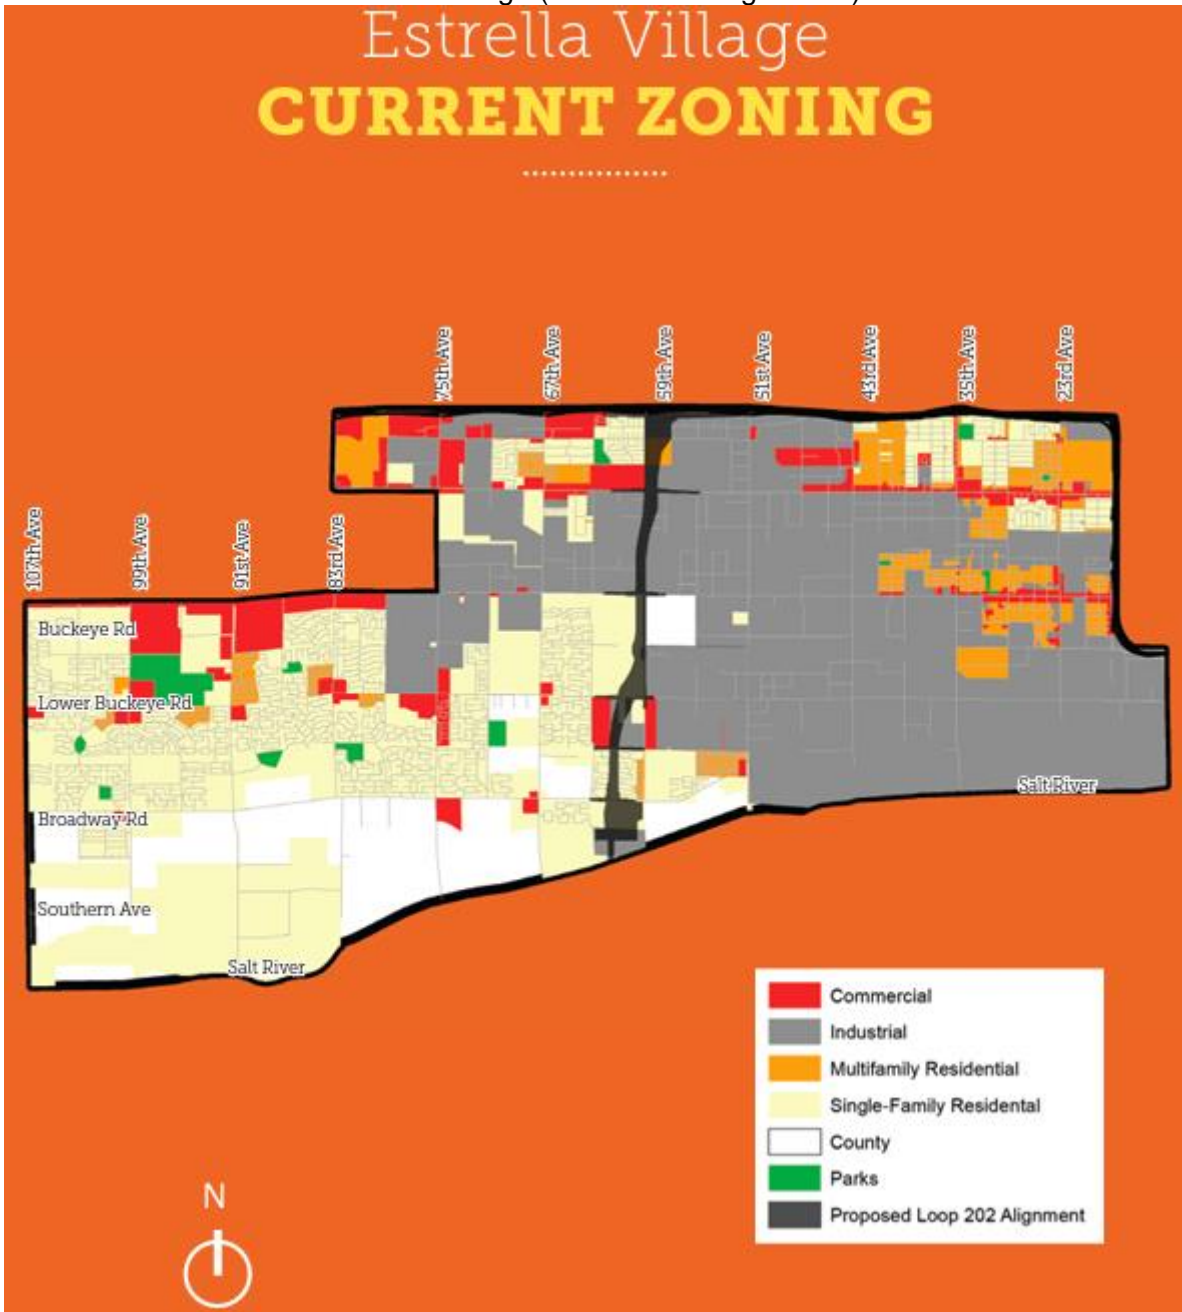 Estrella Village
CURRENT ZONING
75th Ave
67th Ave
59th Ave
51st Ave
43rd Ave
35th Ave
23rd Ave
107th Ave
99th Ave
91st Ave
83rd Ave
Buckeye Rd
Lower Buckeye Rd
Salt River
Broadway Rd
Southern Ave
Salt River
Commercial
Industrial
Multifamily Residential
Single-Family Residental
County
Parks
Proposed Loop 202 Alignment
N